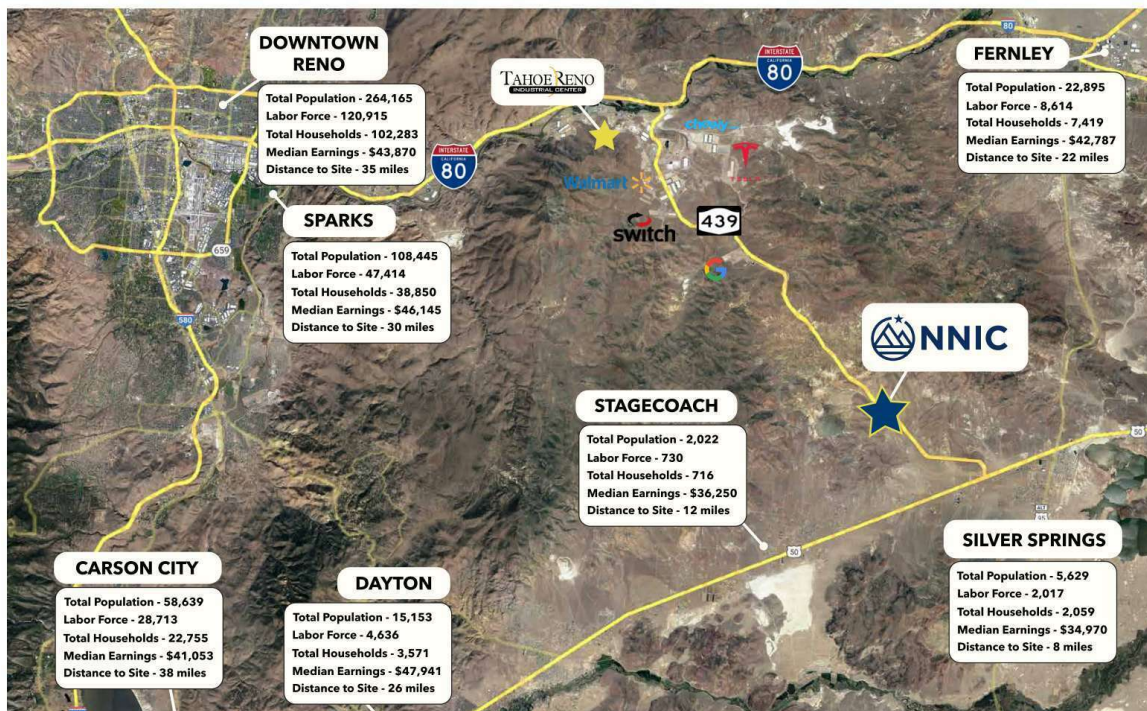 DOWNTOWN
RENO
Total Population - 264,165
Labor Force - 120,915
Total Households - 102,283
Median Earnings - $43,870
Distance to Site - 35 miles
TAHOE RENO
INDUSTRIAL CENTER
INTERSTATE
CALIFORNIA
80
80
FERNLEY
Total Population - 22,895
Labor Force - 8,614
Total Households - 7,419
Median Earnings - $42,787
Distance to Site - 22 miles
INTERSTATE
CALIFORNIA
80
chewy
TESLA
Walmart
switch
439
G
SPARKS
Total Population - 108,445
Labor Force - 47,414
Total Households - 38,850
Median Earnings - $46,145
Distance to Site - 30 miles
659
580
NNIC
STAGECOACH
Total Population - 2,022
Labor Force - 730
Total Households - 716
Median Earnings - $36,250
Distance to Site - 12 miles
50
50
ALT
95
SILVER SPRINGS
Total Population - 5,629
Labor Force - 2,017
Total Households - 2,059
Median Earnings - $34,970
Distance to Site - 8 miles
CARSON CITY
Total Population - 58,639
Labor Force - 28,713
Total Households - 22,755
Median Earnings - $41,053
Distance to Site - 38 miles
DAYTON
Total Population - 15,153
Labor Force - 4,636
Total Households - 3,571
Median Earnings - $47,941
Distance to Site - 26 miles